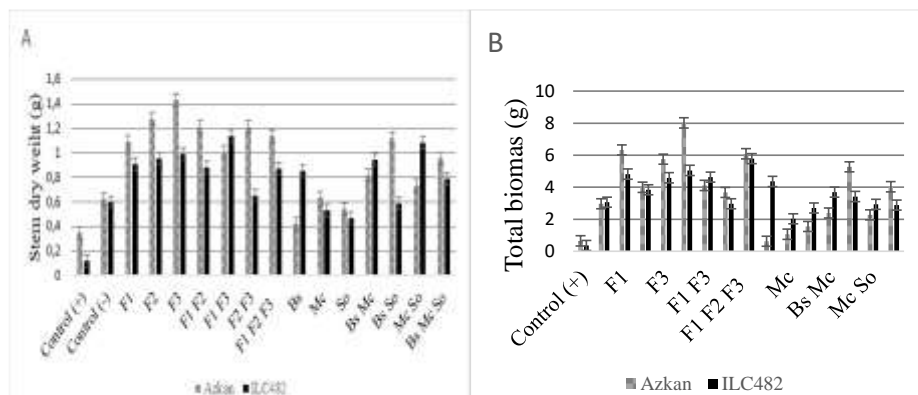 A
Stem dry weiht (g)
1,6
1,4
1,2
1
0,8
0,6
0,4
0,2
0
Control (+)
Control (-)
F1
F2
F3
F1 F2
F1 F3
F2 F3
F1 F2 F3
Bs
Mc
So
Bs Mc
Bs So
Mc So
Bs Mc So
Azkan ILC482
B
Total biomas (g)
10
8
6
4
2
0
Control (+)
F1
F3
F1 F3
F1 F2 F3
Mc
Bs Mc
Mc So
Azkan ILC482